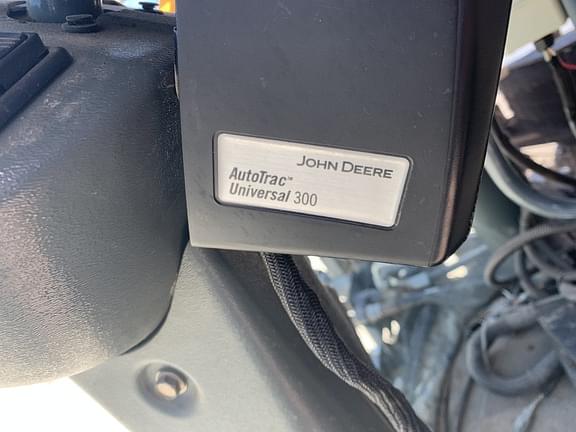 JOHN DEERE
AutoTrac™
Universal 300